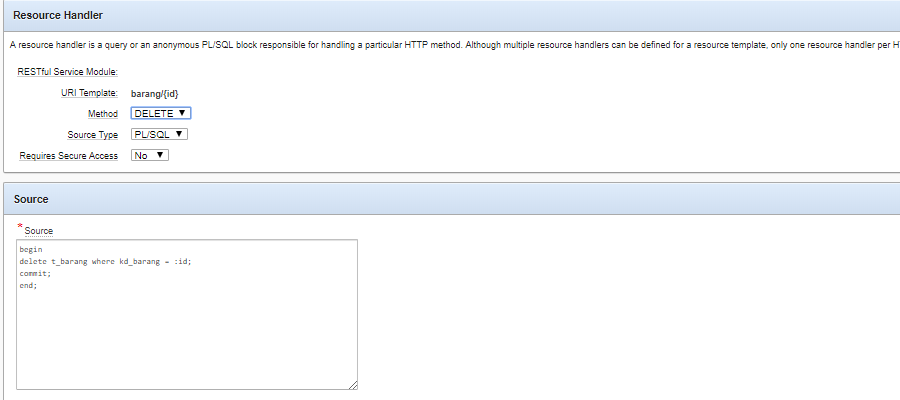 Resource Handler
A resource handler is a query or an anonymous PL/SQL block responsible for handling a particular HTTP method. Although multiple resource handlers can be defined for a resource template, only one resource handler per H
RESTful Service Module:
URI Template: barang/{id}
Method DELETE ▼
Source Type PL/SQL ▼
Requires Secure Access No ▼
Source
* Source
begin
delete t_barang where kd_barang = :id;
commit;
end;